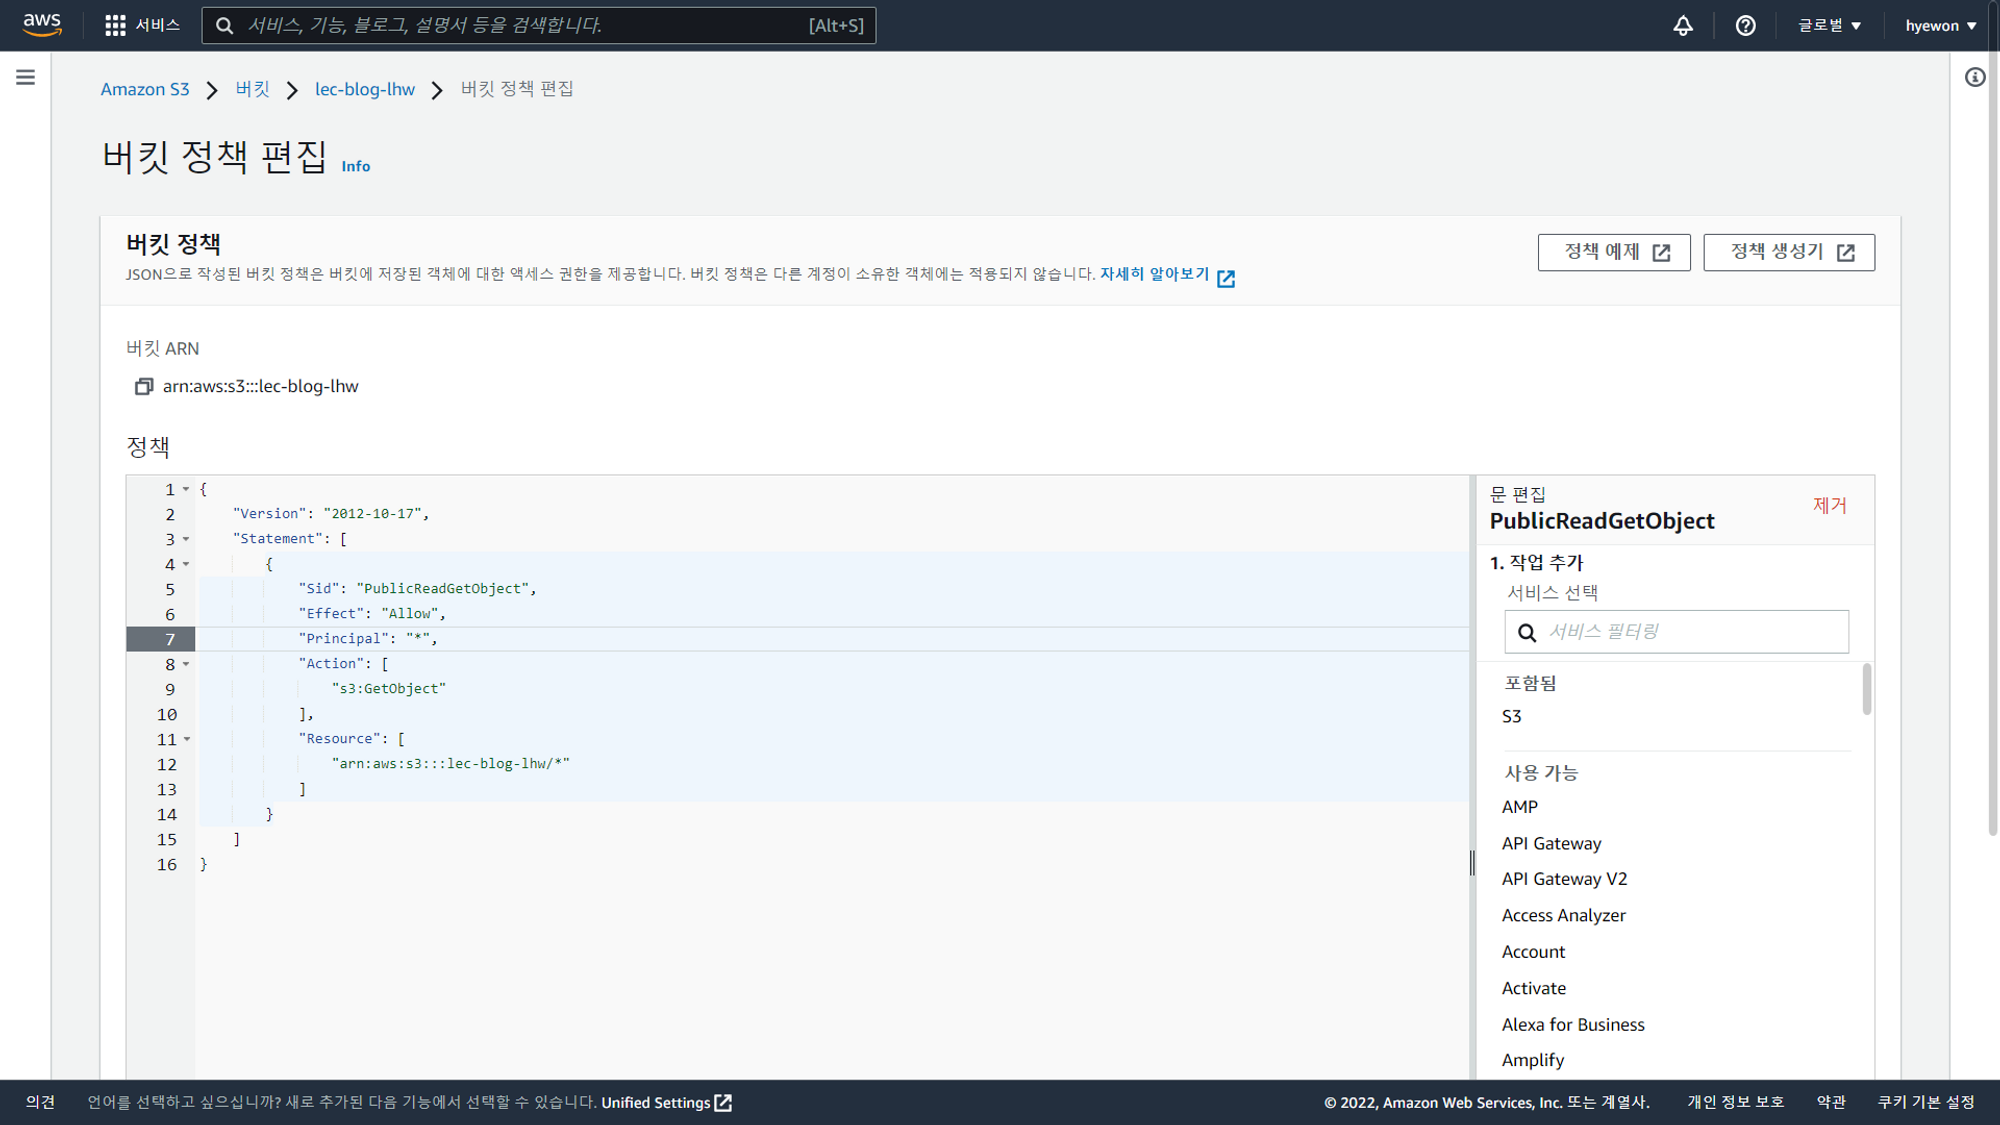 aws
서비스
서비스, 기능, 블로그, 설명서 등을 검색합니다.
[Alt+S]
글로벌
hyewon
Amazon S3
버킷
lec-blog-lhw
버킷 정책 편집
버킷 정책 편집 Info
버킷 정책
JSON으로 작성된 버킷 정책은 버킷에 저장된 객체에 대한 액세스 권한을 제공합니다. 버킷 정책은 다른 계정이 소유한 객체에는 적용되지 않습니다. 자세히 알아보기
정책 예제
정책 생성기
버킷 ARN
arn:aws:s3:::lec-blog-lhw
정책
1 {
2 "Version": "2012-10-17",
3 "Statement": [
4 {
5 "Sid": "PublicReadGetObject",
6 "Effect": "Allow",
7 "Principal": "*",
8 "Action": [
9 "s3:GetObject"
10 ],
11 "Resource": [
12 "arn:aws:s3:::lec-blog-lhw/*"
13 ]
14 }
15 ]
16 }
문 편집
PublicReadGetObject
제거
1. 작업 추가
서비스 선택
서비스 필터링
포함됨
S3
사용 가능
AMP
API Gateway
API Gateway V2
Access Analyzer
Account
Activate
Alexa for Business
Amplify
의견
언어를 선택하고 싶으십니까? 새로 추가된 다음 기능에서 선택할 수 있습니다. Unified Settings
© 2022, Amazon Web Services, Inc. 또는 계열사.
개인 정보 보호
약관
쿠키 기본 설정